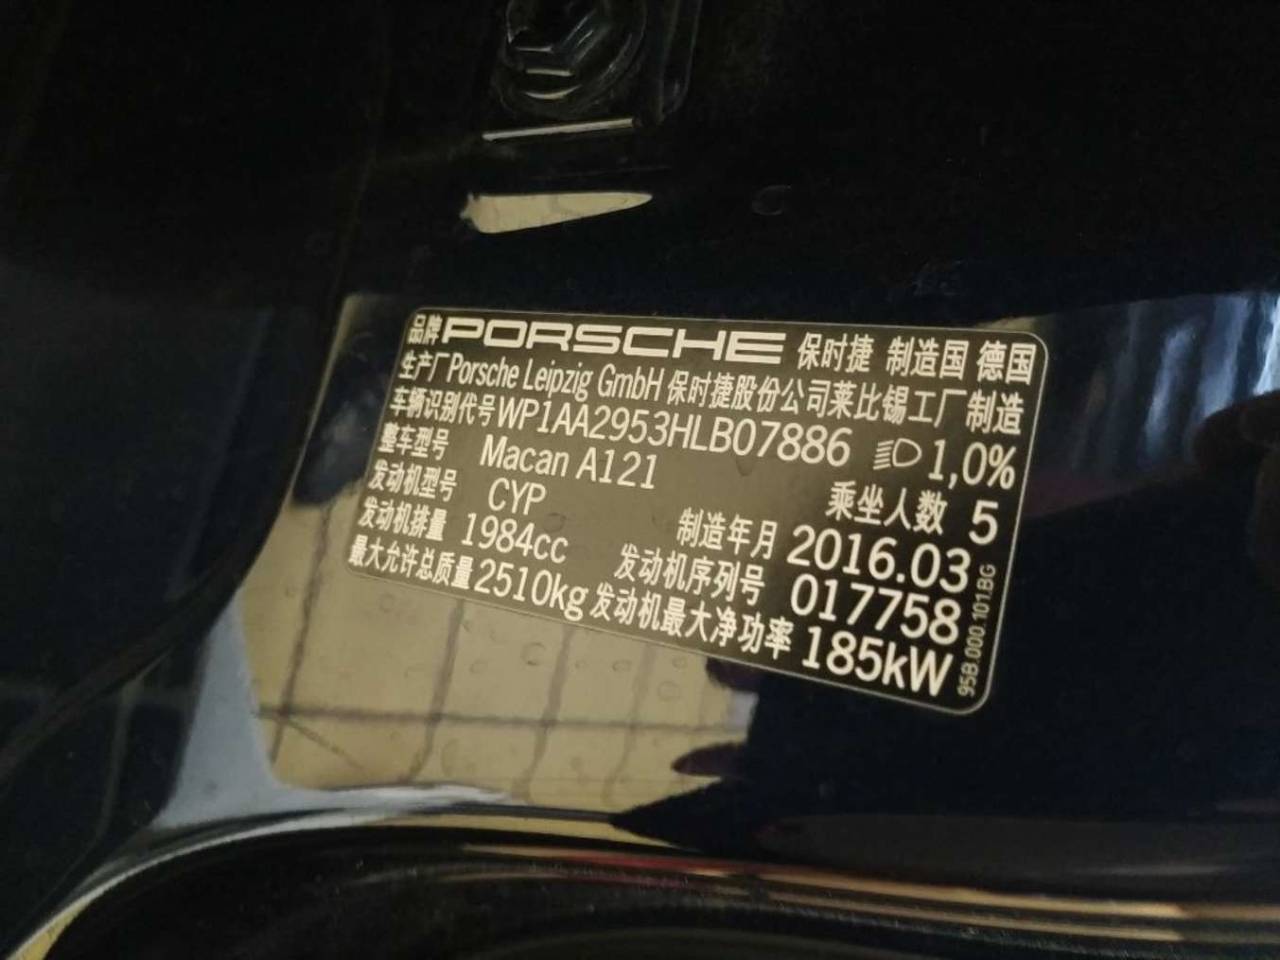 品牌 PORSCHE 保时捷 制造国 德国
生产厂 Porsche Leipzig GmbH 保时捷股份公司莱比锡工厂制造
车辆识别代号 WP1AA2953HLB07886 1,0%
整车型号 Macan A121 乘坐人数 5
发动机型号 CYP 制造年月 2016.03
发动机排量 1984cc 发动机序列号 017758
最大允许总质量 2510kg 发动机最大净功率 185kW
95B.000.101.BG